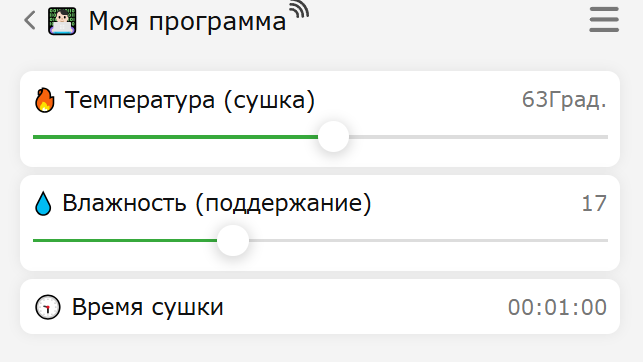 Моя программа
Температура (сушка) 63Град.
Влажность (поддержание) 17
Время сушки 00:01:00